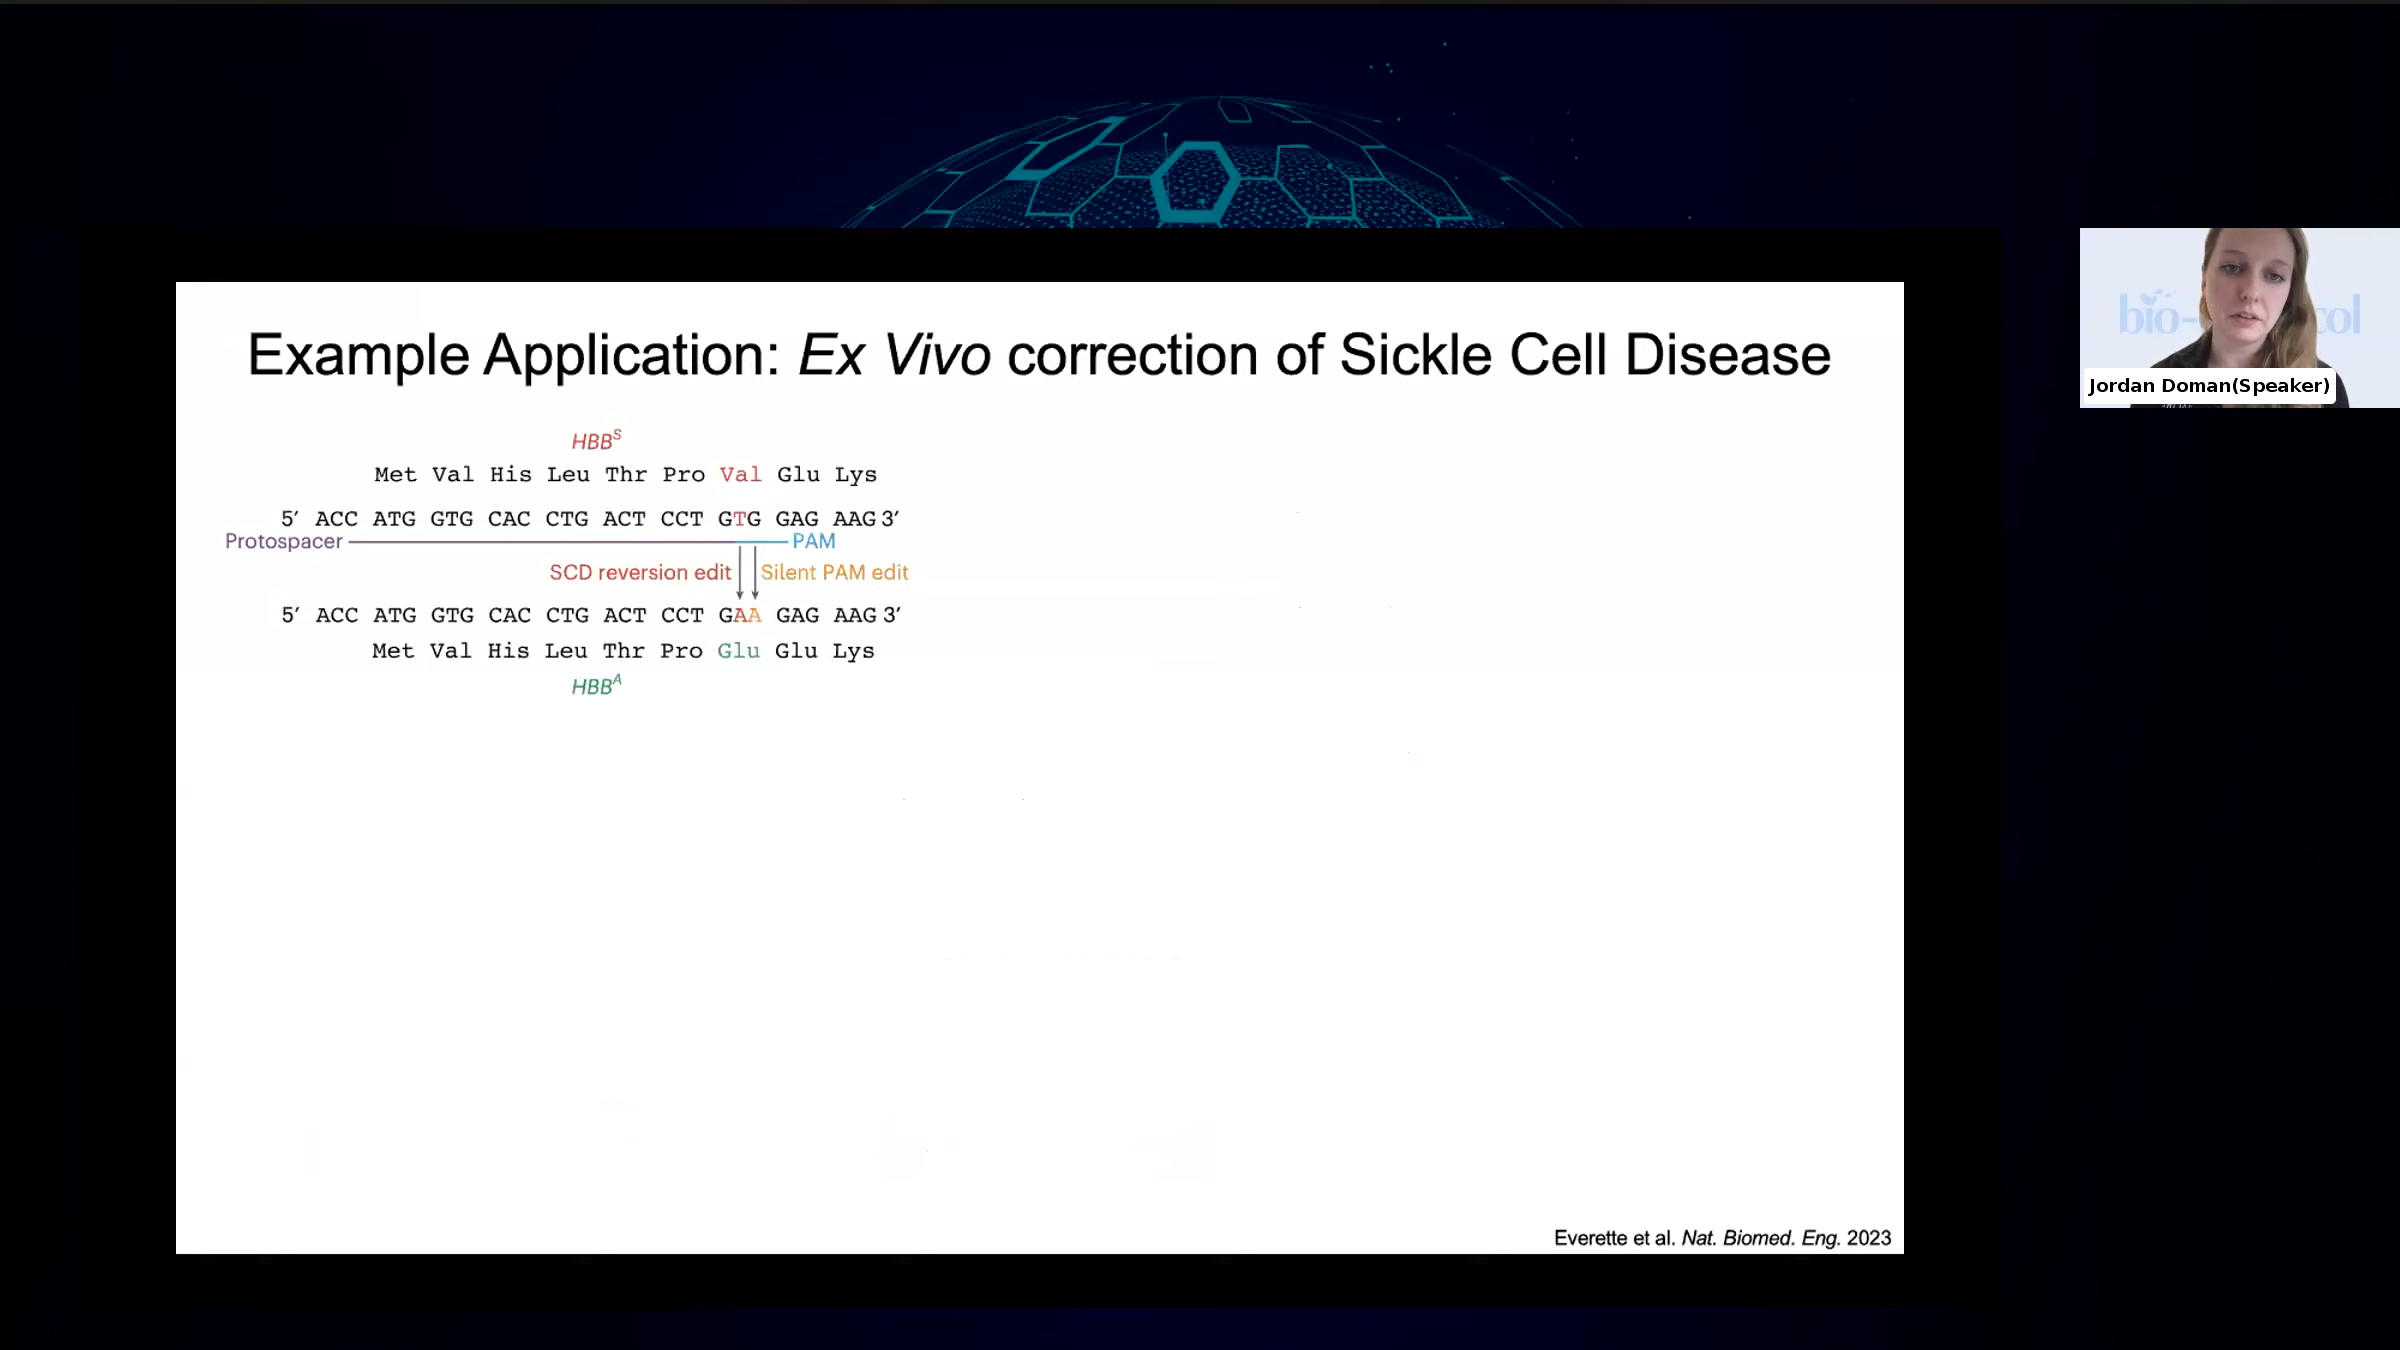 Example Application: Ex Vivo correction of Sickle Cell Disease
HBBS
Met Val His Leu Thr Pro Val Glu Lys
5′ ACC ATG GTG CAC CTG ACT CCT GTG GAG AAG 3′
Protospacer PAM
SCD reversion edit Silent PAM edit
5′ ACC ATG GTG CAC CTG ACT CCT GAA GAG AAG 3′
Met Val His Leu Thr Pro Glu Glu Lys
HBBA
Everette et al. Nat. Biomed. Eng. 2023
Jordan Doman(Speaker)